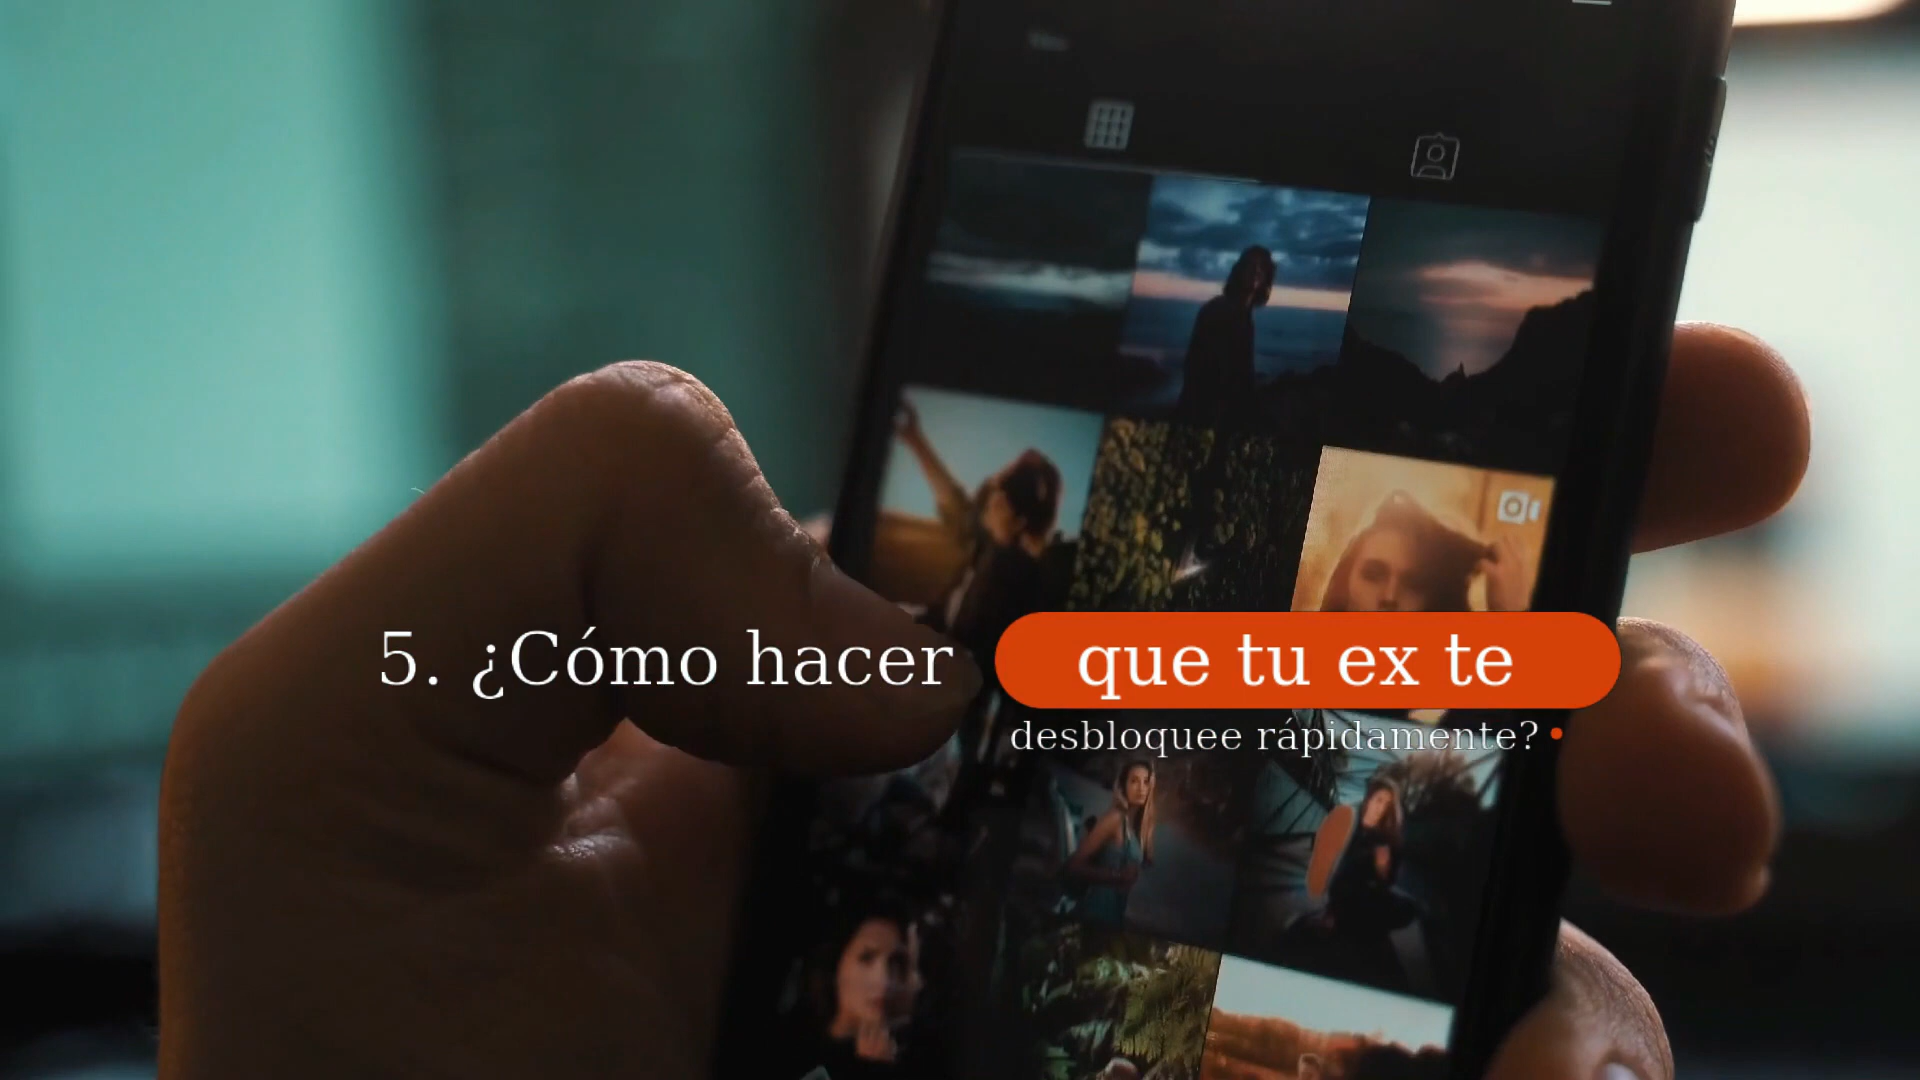 5. ¿Cómo hacer que tu ex te
desbloquee rápidamente?